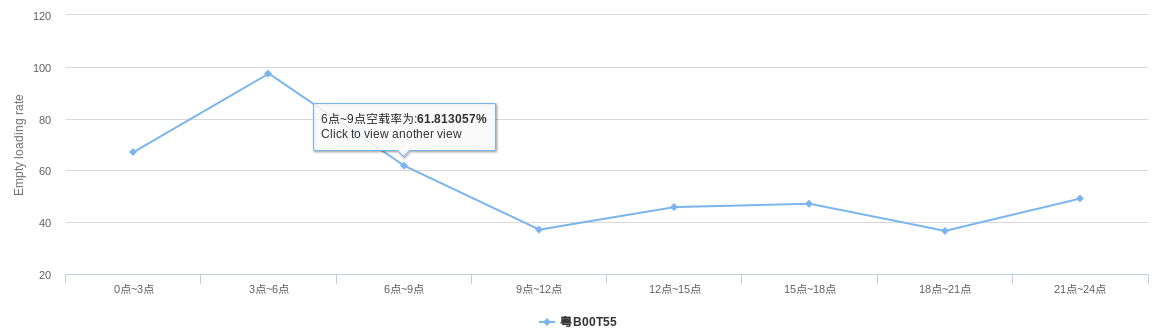 120
100
80
60
40
20
Empty loading rate
6点~9点空载率为:61.813057%
Click to view another view
0点~3点
3点~6点
6点~9点
9点~12点
12点~15点
15点~18点
18点~21点
21点~24点
粤B00T55